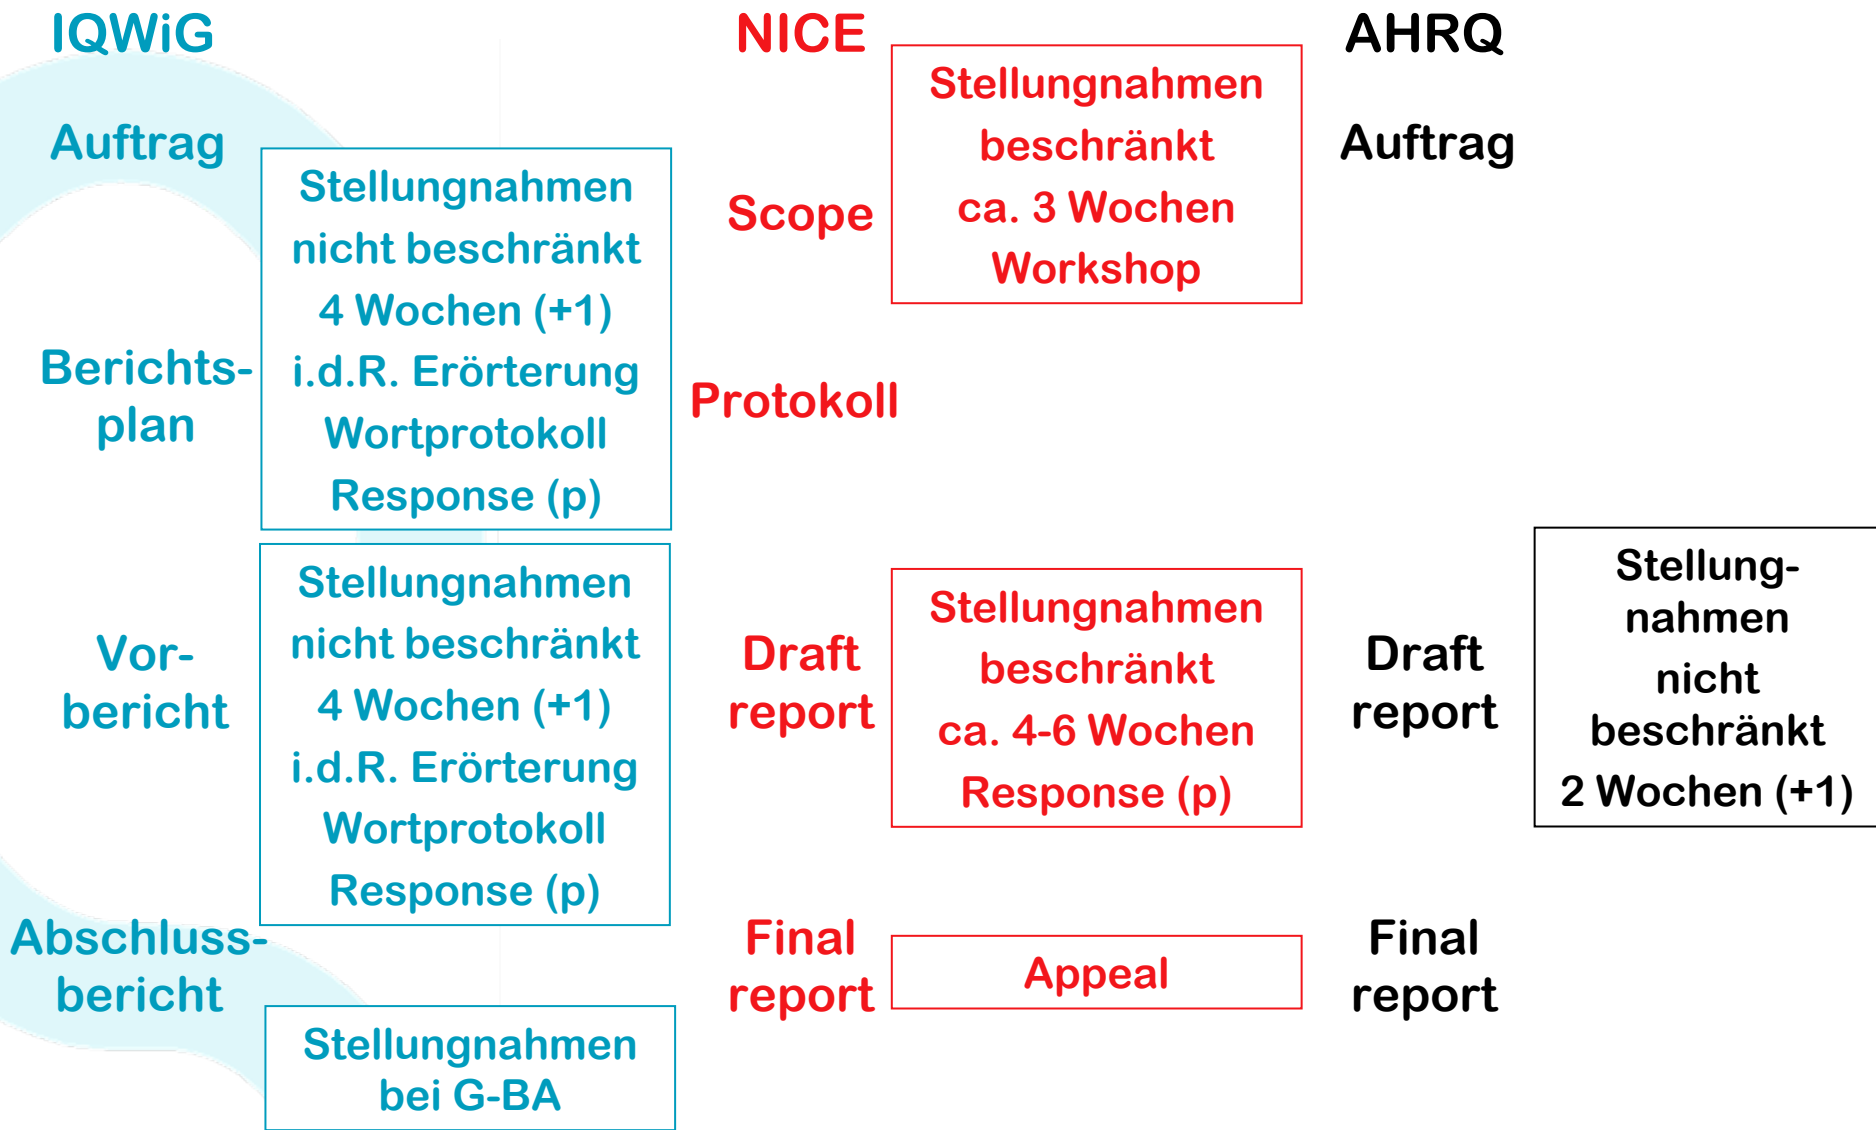 IQWiG
Auftrag
Stellungnahmen
nicht beschränkt
4 Wochen (+1)
i.d.R. Erörterung
Wortprotokoll
Response (p)
Berichts-
plan
Stellungnahmen
nicht beschränkt
4 Wochen (+1)
i.d.R. Erörterung
Wortprotokoll
Response (p)
Vor-
bericht
Abschluss-
bericht
Stellungnahmen
bei G-BA
NICE
Stellungnahmen
beschränkt
ca. 3 Wochen
Workshop
Scope
Protokoll
Draft
report
Stellungnahmen
beschränkt
ca. 4-6 Wochen
Response (p)
Final
report
Appeal
AHRQ
Auftrag
Draft
report
Stellung-
nahmen
nicht
beschränkt
2 Wochen (+1)
Final
report